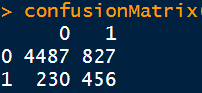 > confusionMatrix(
0 1
0 4487 827
1 230 456